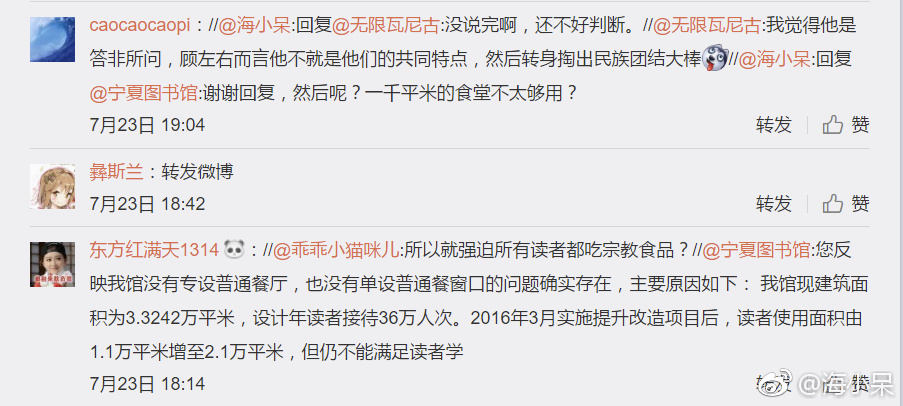 caocaocaopi：//@海小呆:回复@无限瓦尼古:没说完啊，还不好判断。//@无限瓦尼古:我觉得他是
答非所问，顾左右而言他不就是他们的共同特点，然后转身掏出民族团结大棒//@海小呆:回复
@宁夏图书馆:谢谢回复，然后呢？一千平米的食堂不太够用？
7月23日 19:04 转发 赞
彝斯兰：转发微博
7月23日 18:42 转发 赞
东方红满天1314：//@乖乖小猫咪儿:所以就强迫所有读者都吃宗教食品？//@宁夏图书馆:您反
映我馆没有专设普通餐厅，也没有单设普通餐窗口的问题确实存在，主要原因如下： 我馆现建筑面
积为3.3242万平米，设计年读者接待36万人次。2016年3月实施提升改造项目后，读者使用面积由
1.1万平米增至2.1万平米，但仍不能满足读者学
7月23日 18:14 转发 赞
@海小呆